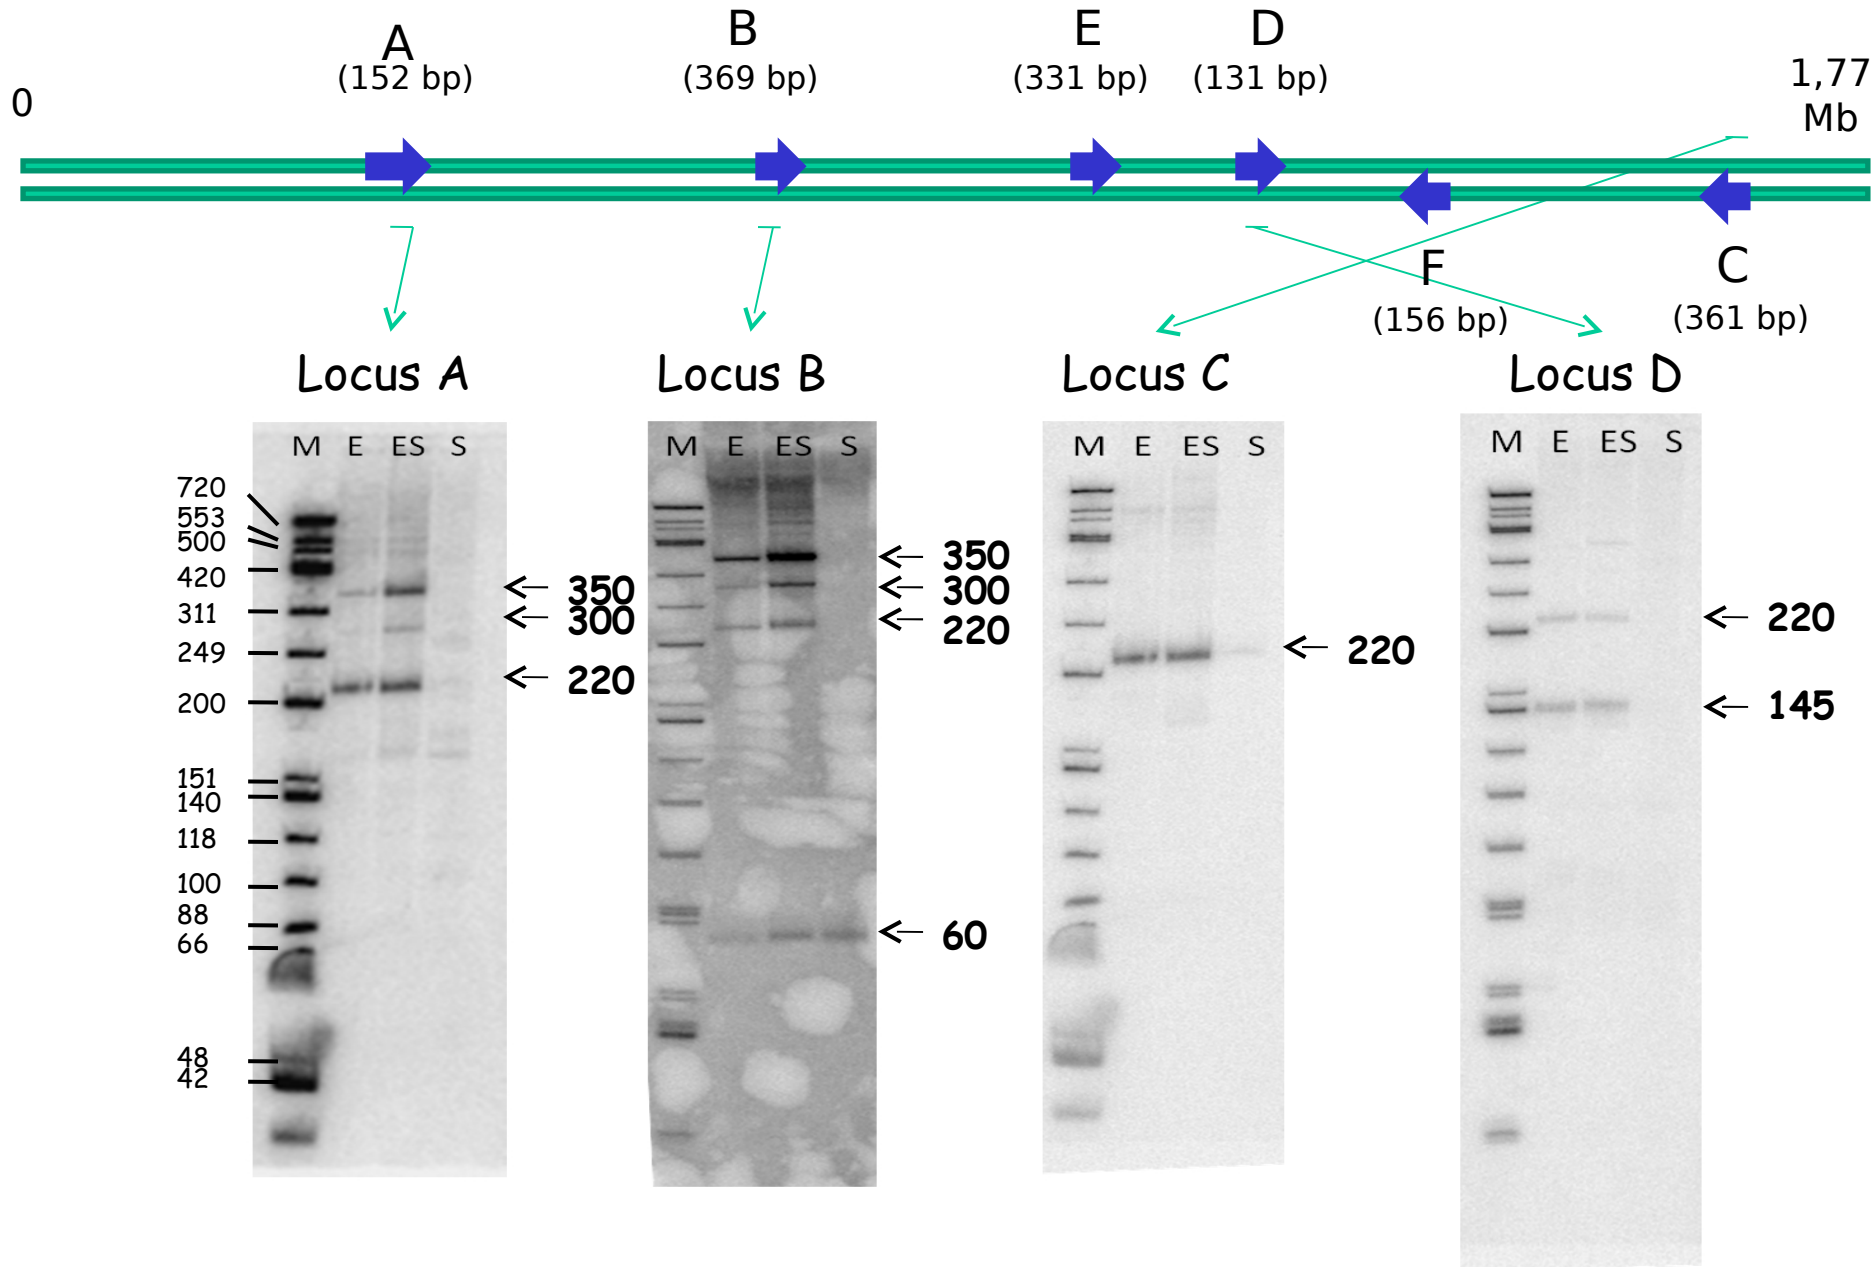 A
B
E
D
(152 bp)
(369 bp)
(331 bp)
(131 bp)
0
1,77
Mb
F
(156 bp)
C
(361 bp)
Locus A
Locus B
Locus C
Locus D
M E ES S
M E ES S
M E ES S
M E ES S
720
553
500
420
311
249
200
151
140
118
100
88
66
48
42
350
300
220
350
300
220
60
220
220
145